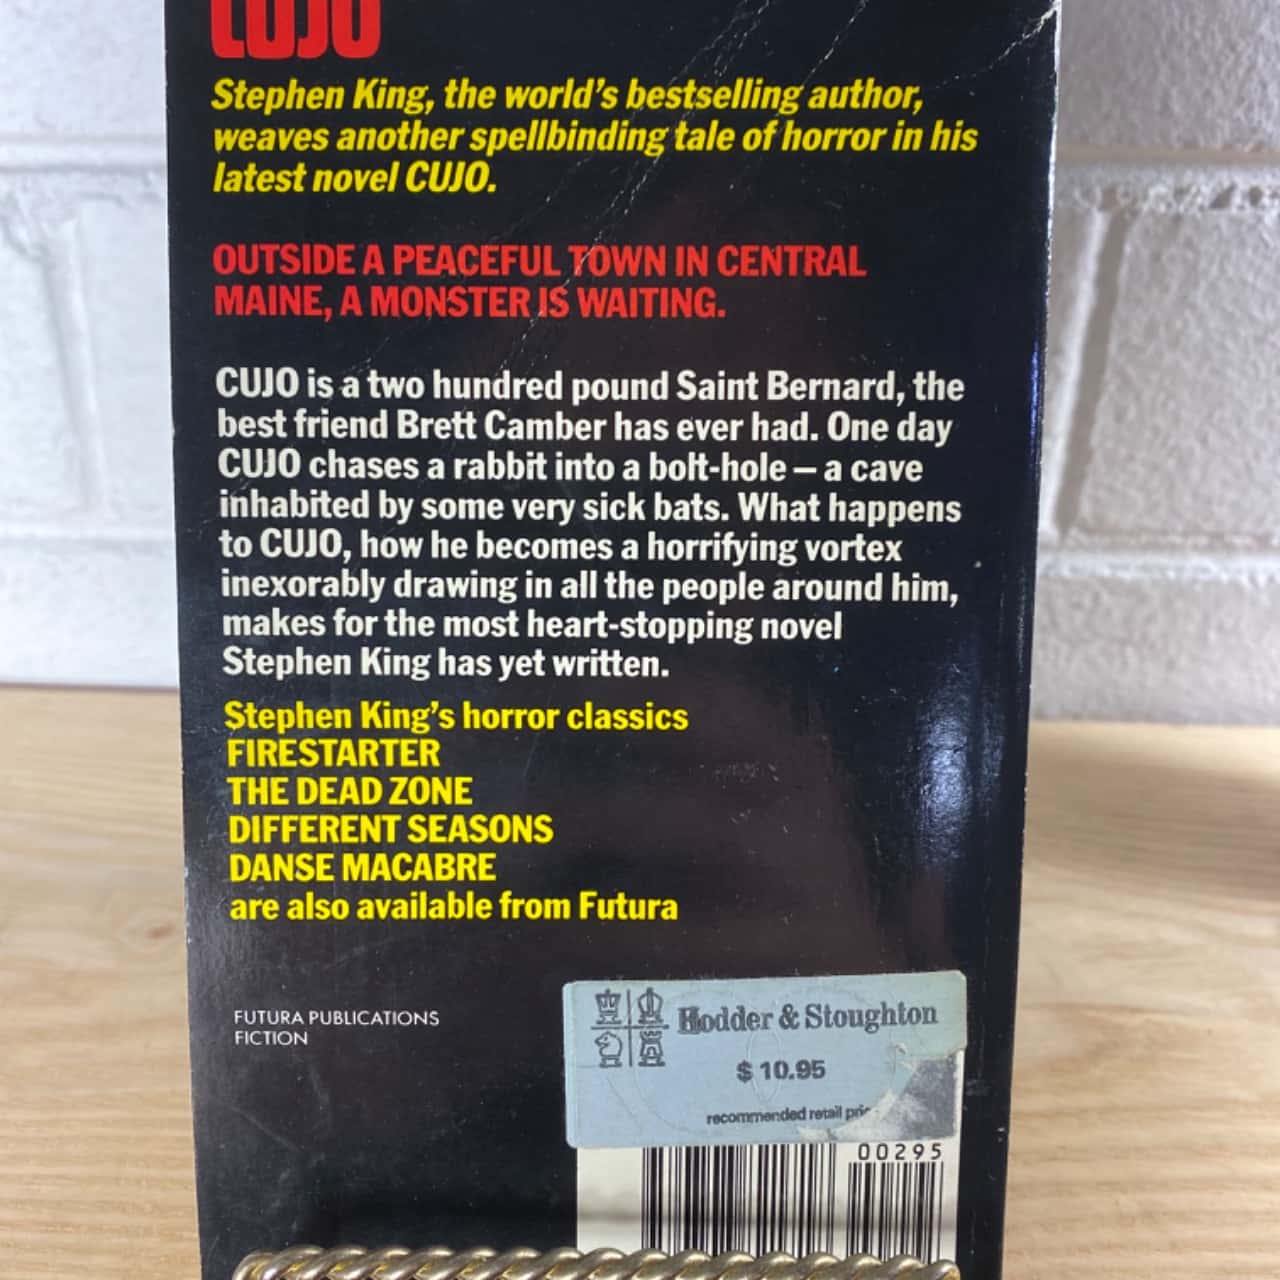 CUJO
Stephen King, the world's bestselling author,
weaves another spellbinding tale of horror in his
latest novel CUJO.
OUTSIDE A PEACEFUL TOWN IN CENTRAL
MAINE, A MONSTER IS WAITING.
CUJO is a two hundred pound Saint Bernard, the
best friend Brett Camber has ever had. One day
CUJO chases a rabbit into a bolt-hole – a cave
inhabited by some very sick bats. What happens
to CUJO, how he becomes a horrifying vortex
inexorably drawing in all the people around him,
makes for the most heart-stopping novel
Stephen King has yet written.
Stephen King's horror classics
FIRESTARTER
THE DEAD ZONE
DIFFERENT SEASONS
DANSE MACABRE
are also available from Futura
FUTURA PUBLICATIONS
FICTION
Hodder & Stoughton
$ 10.95
recommended retail
00295